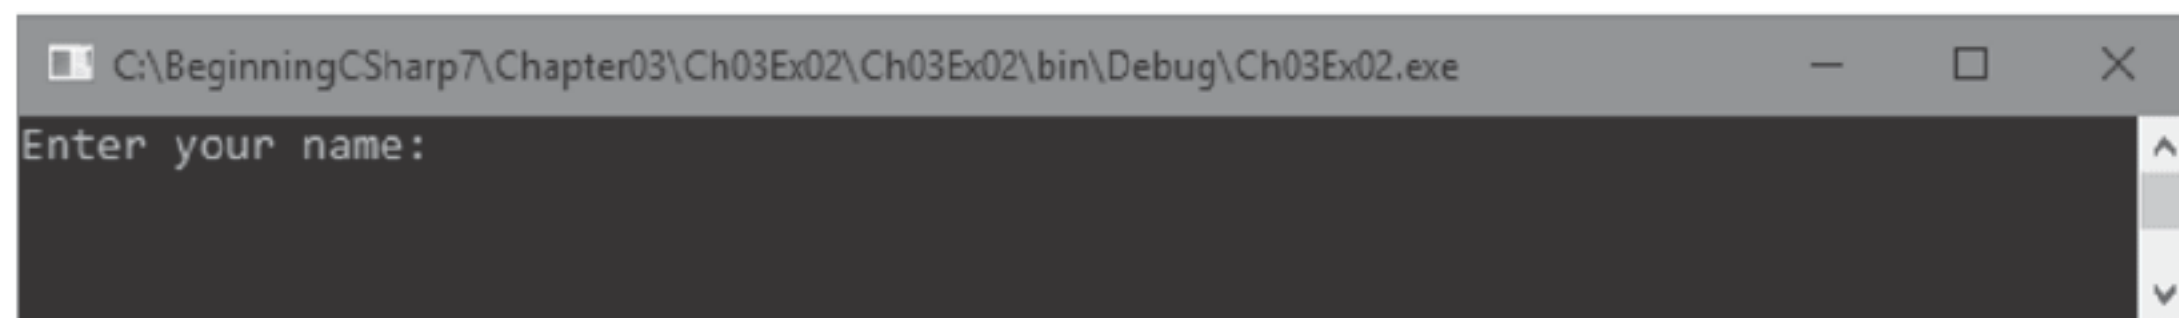 C:\BeginningCSharp7\Chapter03\Ch03Ex02\Ch03Ex02\bin\Debug\Ch03Ex02.exe
Enter your name: